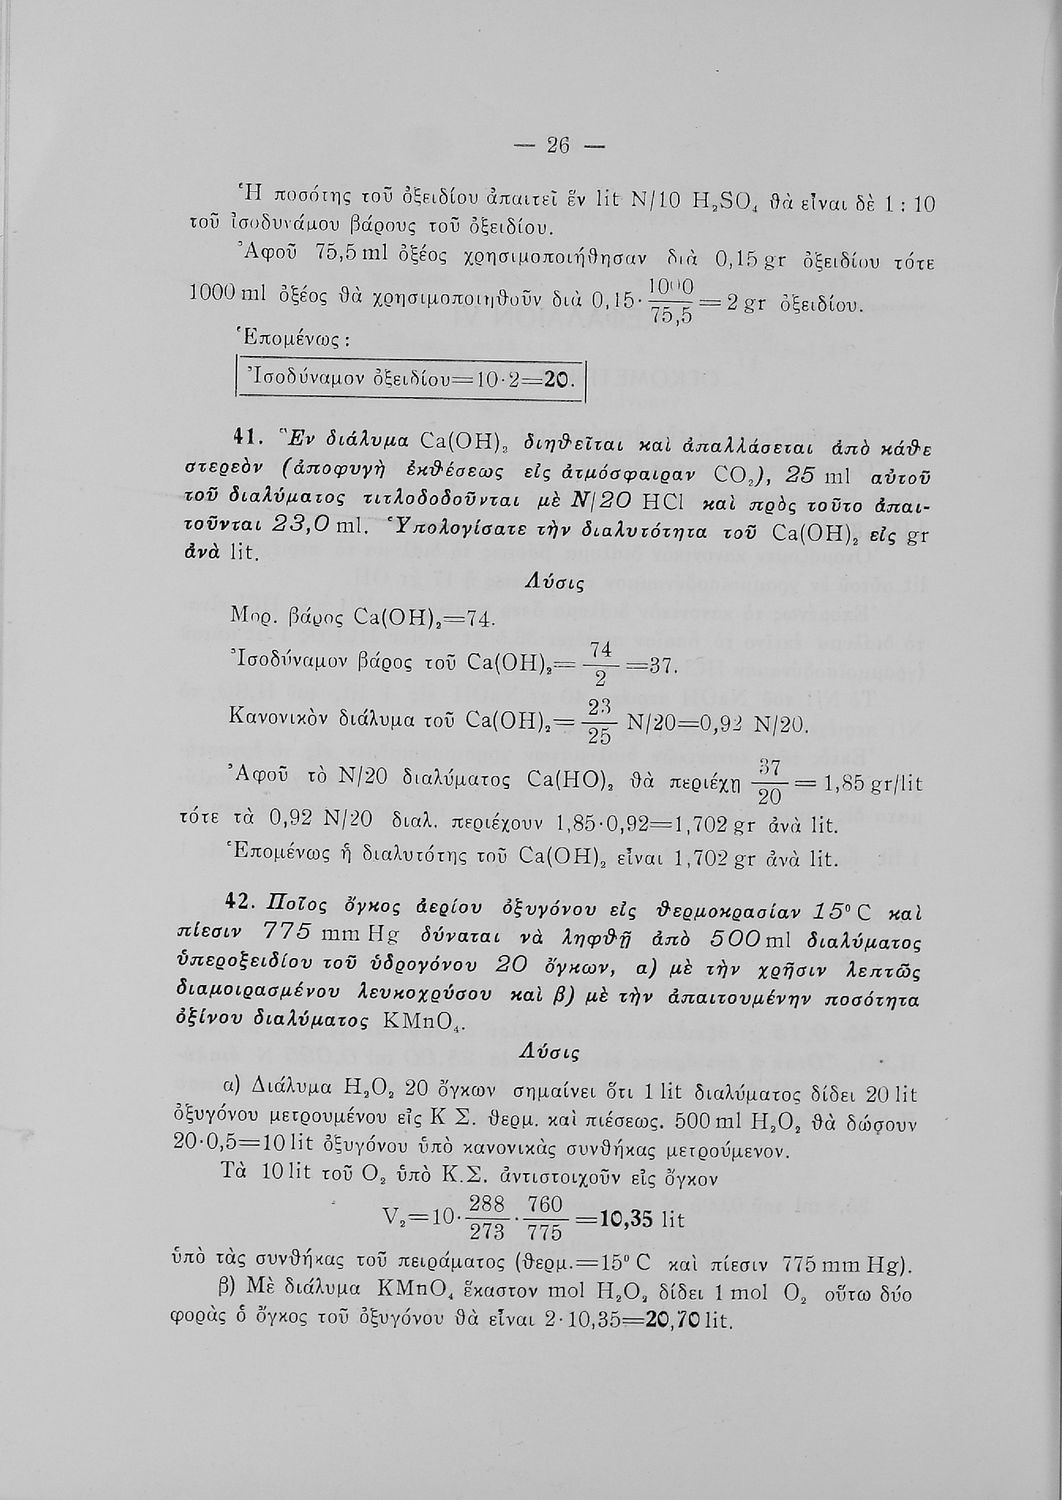 — 26 —
Ἡ ποσότης τοῦ ὀξειδίου ἀπαιτεῖ ἓν lit N/10 H₂SO₄ θὰ εἶναι δὲ 1 : 10
τοῦ ἰσοδυνάμου βάρους τοῦ ὀξειδίου.
Ἀφοῦ 75,5 ml ὀξέος χρησιμοποιήθησαν διὰ 0,15 gr ὀξειδίου τότε
1000 ml ὀξέος θὰ χρησιμοποιηθοῦν διὰ 0,15· 1000/75,5 = 2 gr ὀξειδίου.
Ἑπομένως :
Ἰσοδύναμον ὀξειδίου=10·2=20.
41. Ἓν διάλυμα Ca(OH)₂ διηθεῖται καὶ ἀπαλλάσεται ἀπὸ κάθε
στερεὸν (ἀποφυγὴ ἐκθέσεως εἰς ἀτμόσφαιραν CO₂), 25 ml αὐτοῦ
τοῦ διαλύματος τιτλοδοδοῦνται μὲ N/20 HCl καὶ πρὸς τοῦτο ἀπαι-
τοῦνται 23,0 ml. Ὑπολογίσατε τὴν διαλυτότητα τοῦ Ca(OH)₂ εἰς gr
ἀνὰ lit.
Λύσις
Μορ. βάρος Ca(OH)₂=74.
Ἰσοδύναμον βάρος τοῦ Ca(OH)₂= 74/2 =37.
Κανονικὸν διάλυμα τοῦ Ca(OH)₂= 23/25 N/20=0,92 N/20.
Ἀφοῦ τὸ N/20 διαλύματος Ca(HO)₂ θὰ περιέχῃ 37/20 = 1,85 gr/lit
τότε τὰ 0,92 N/20 διαλ. περιέχουν 1,85·0,92=1,702 gr ἀνὰ lit.
Ἑπομένως ἡ διαλυτότης τοῦ Ca(OH)₂ εἶναι 1,702 gr ἀνὰ lit.
42. Ποῖος ὄγκος ἀερίου ὀξυγόνου εἰς θερμοκρασίαν 15° C καὶ
πίεσιν 775 mm Hg δύναται νὰ ληφθῇ ἀπὸ 500 ml διαλύματος
ὑπεροξειδίου τοῦ ὑδρογόνου 20 ὄγκων, α) μὲ τὴν χρῆσιν λεπτῶς
διαμοιρασμένου λευκοχρύσου καὶ β) μὲ τὴν ἀπαιτουμένην ποσότητα
ὀξίνου διαλύματος KMnO₄.
Λύσις
α) Διάλυμα H₂O₂ 20 ὄγκων σημαίνει ὅτι 1 lit διαλύματος δίδει 20 lit
ὀξυγόνου μετρουμένου εἰς Κ Σ. θερμ. καὶ πιέσεως. 500 ml H₂O₂ θὰ δώσουν
20·0,5=10 lit ὀξυγόνου ὑπὸ κανονικὰς συνθήκας μετρούμενον.
Τὰ 10 lit τοῦ O₂ ὑπὸ Κ.Σ. ἀντιστοιχοῦν εἰς ὄγκον
V₂=10· 288/273 · 760/775 =10,35 lit
ὑπὸ τὰς συνθήκας τοῦ πειράματος (θερμ.=15° C καὶ πίεσιν 775 mm Hg).
β) Μὲ διάλυμα KMnO₄ ἕκαστον mol H₂O₂ δίδει 1 mol O₂ οὕτω δύο
φορὰς ὁ ὄγκος τοῦ ὀξυγόνου θὰ εἶναι 2·10,35=20,70 lit.